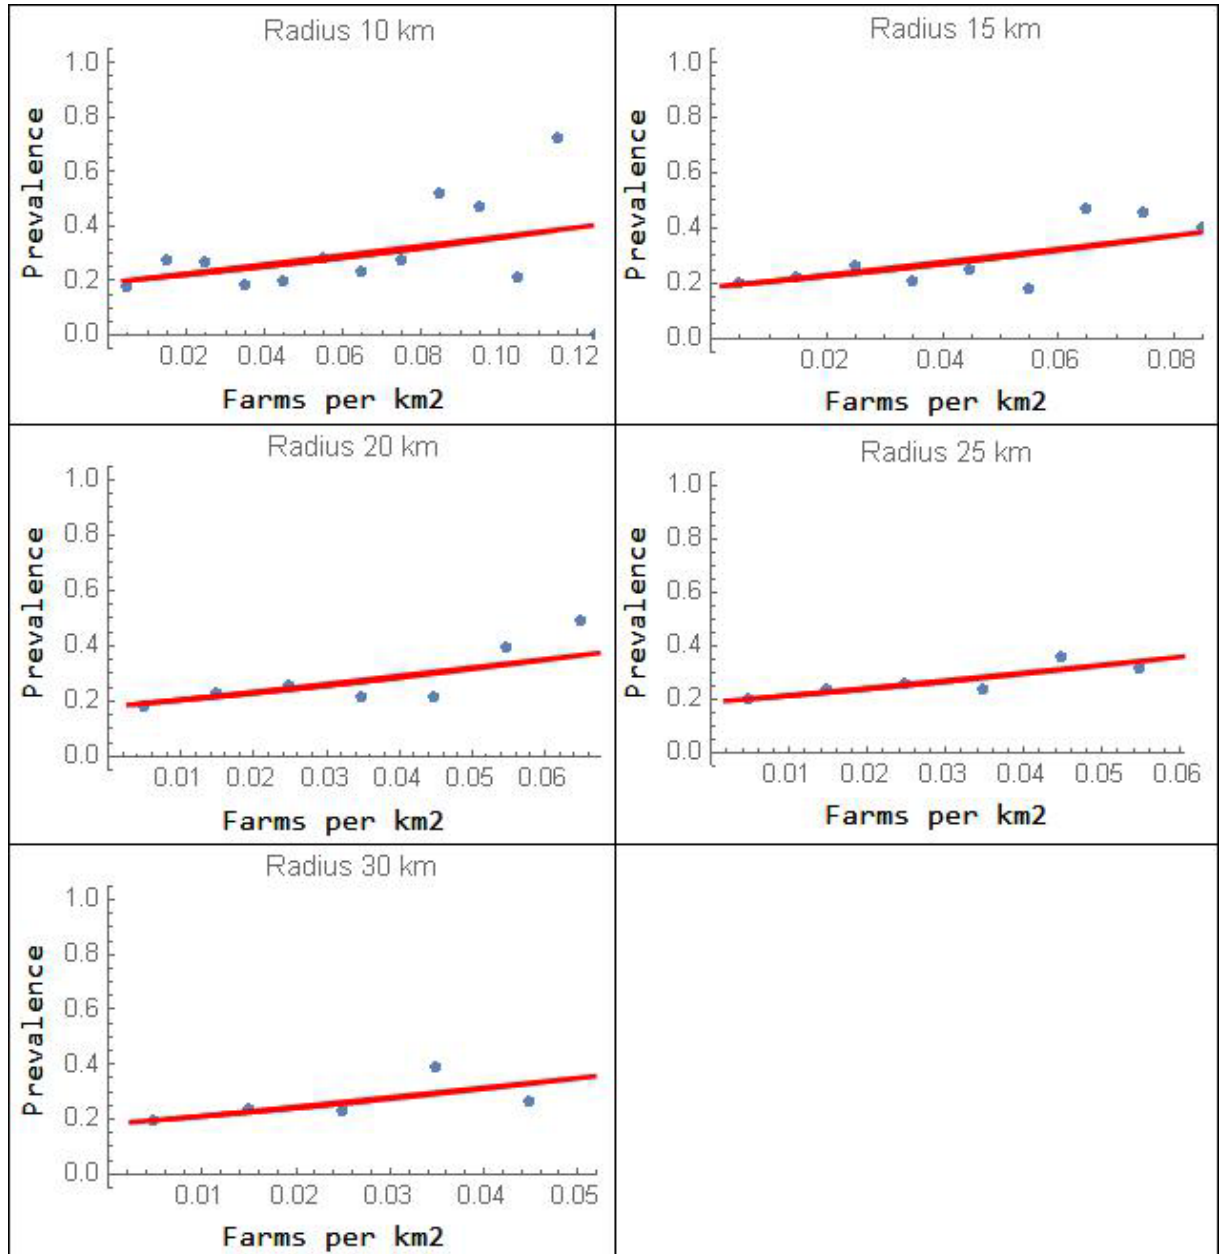 Radius 10 km
Prevalence
1.0
0.8
0.6
0.4
0.2
0.0
0.02 0.04 0.06 0.08 0.10 0.12
Farms per km2
Radius 15 km
Prevalence
1.0
0.8
0.6
0.4
0.2
0.0
0.02 0.04 0.06 0.08
Farms per km2
Radius 20 km
Prevalence
1.0
0.8
0.6
0.4
0.2
0.0
0.01 0.02 0.03 0.04 0.05 0.06
Farms per km2
Radius 25 km
Prevalence
1.0
0.8
0.6
0.4
0.2
0.0
0.01 0.02 0.03 0.04 0.05 0.06
Farms per km2
Radius 30 km
Prevalence
1.0
0.8
0.6
0.4
0.2
0.0
0.01 0.02 0.03 0.04 0.05
Farms per km2